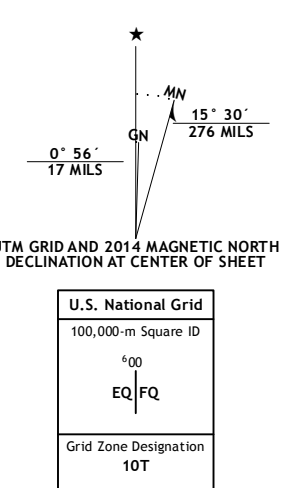 ★
MN
GN
15° 30´
276 MILS
0° 56´
17 MILS
UTM GRID AND 2014 MAGNETIC NORTH
DECLINATION AT CENTER OF SHEET
U.S. National Grid
100,000-m Square ID
⁶00
EQ FQ
Grid Zone Designation
10T